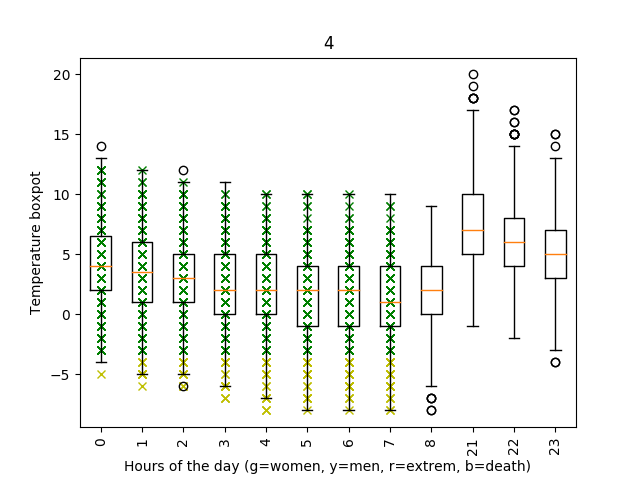 4
20
15
10
5
0
−5
Temperature boxpot
0 1 2 3 4 5 6 7 8 21 22 23
Hours of the day (g=women, y=men, r=extrem, b=death)